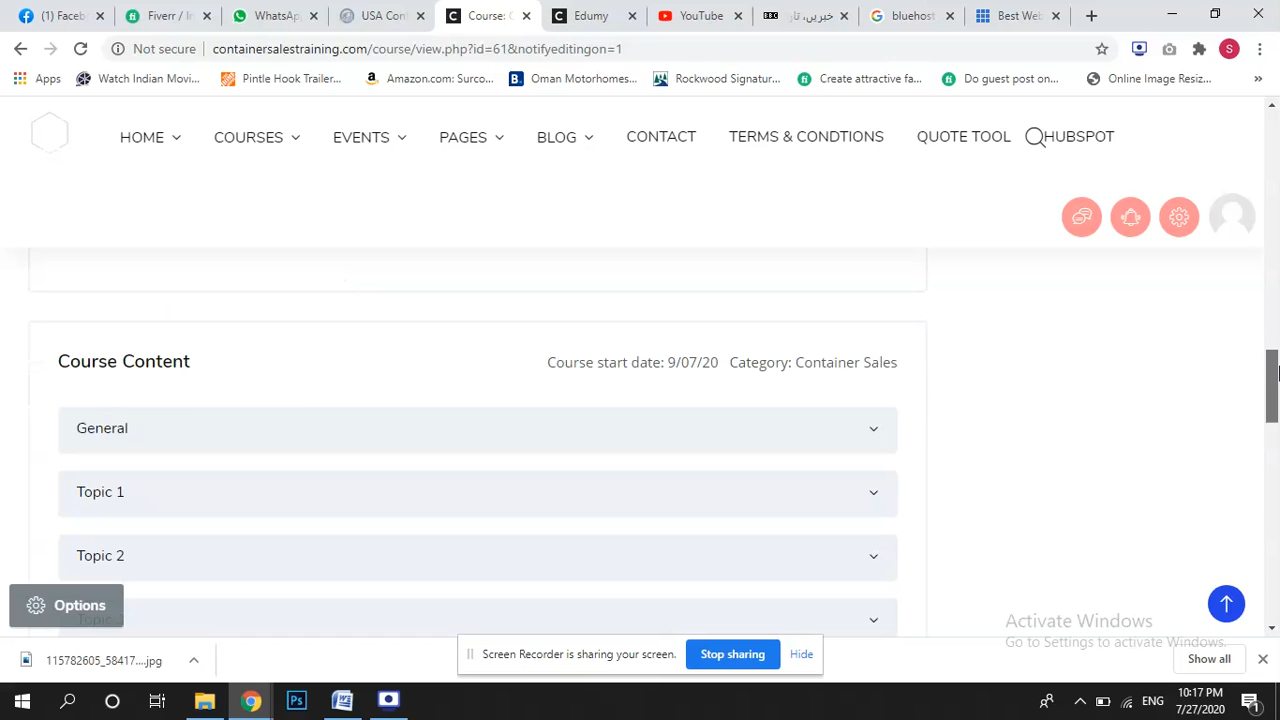 (1) Faceb
Fiverr / In
WhatsAp
USA Con
Course: C
Edumy
YouTube
BBC
خبریں، تاز
bluehost
Best Web
Not secure
containersalestraining.com/course/view.php?id=61&notifyeditingon=1
S
Apps
Watch Indian Movi...
Pintle Hook Trailer...
Amazon.com: Surco...
Oman Motorhomes...
Rockwood Signatur...
Create attractive fa...
Do guest post on...
Online Image Resiz...
»
HOME
COURSES
EVENTS
PAGES
BLOG
CONTACT
TERMS & CONDTIONS
QUOTE TOOL
HUBSPOT
Course Content
Course start date: 9/07/20
Category: Container Sales
General
Topic 1
Topic 2
Options
Activate Windows
Go to Settings to activate Windows.
115782605_58417....jpg
Screen Recorder is sharing your screen.
Stop sharing
Hide
Show all
ENG
10:17 PM
7/27/2020